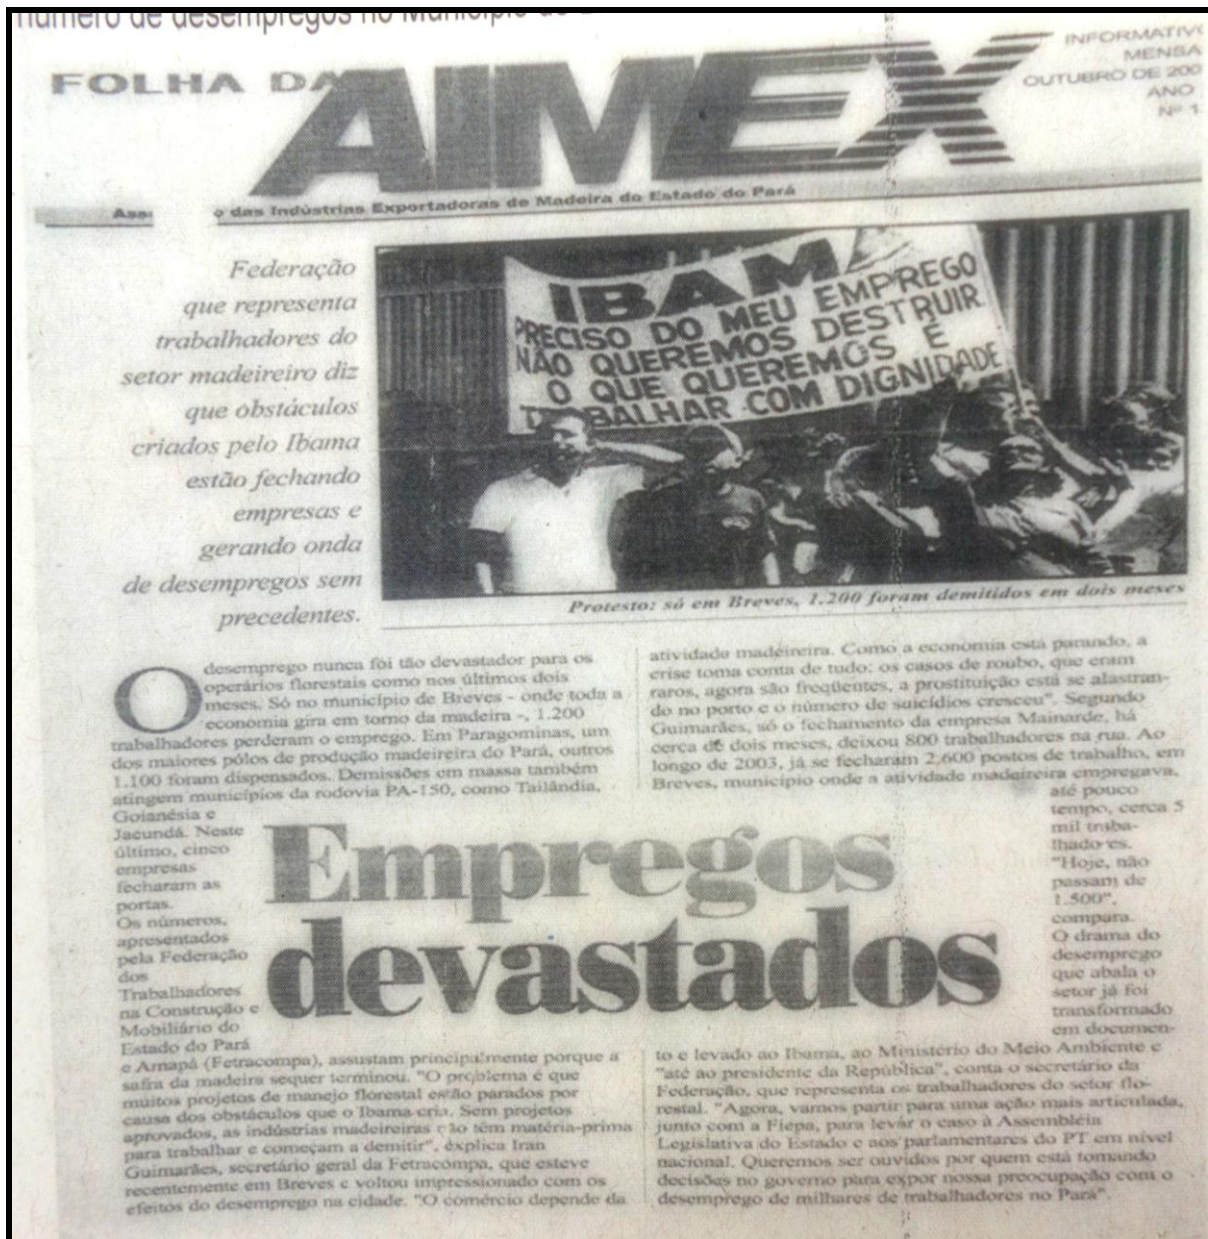 número de desempregos no Município de
FOLHA DA
AIMEX
INFORMATIVO
MENSA
OUTUBRO DE 200
ANO
Nº 1
Ass
o das Indústrias Exportadoras de Madeira do Estado do Pará
Federação
que representa
trabalhadores do
setor madeireiro diz
que obstáculos
criados pelo Ibama
estão fechando
empresas e
gerando onda
de desempregos sem
precedentes.
IBAMA
PRECISO DO MEU EMPREGO
NÃO QUEREMOS DESTRUIR
O QUE QUEREMOS É
TRABALHAR COM DIGNIDADE
Protesto: só em Breves, 1.200 foram demitidos em dois meses
O desemprego nunca foi tão devastador para os
operários florestais como nos últimos dois
meses. Só no município de Breves - onde toda a
economia gira em torno da madeira -, 1.200
trabalhadores perderam o emprego. Em Paragominas, um
dos maiores pólos de produção madeireira do Pará, outros
1.100 foram dispensados. Demissões em massa também
atingem municípios da rodovia PA-150, como Tailândia,
Goianésia e
Jacundá. Neste
último, cinco
empresas
fecharam as
portas.
Os números,
apresentados
pela Federação
dos
Trabalhadores
na Construção e
Mobiliário do
Estado do Pará
e Amapá (Fetracompa), assustam principalmente porque a
safra da madeira sequer terminou. "O problema é que
muitos projetos de manejo florestal estão parados por
causa dos obstáculos que o Ibama cria. Sem projetos
aprovados, as indústrias madeireiras não têm matéria-prima
para trabalhar e começam a demitir", explica Iran
Guimarães, secretário geral da Fetracompa, que esteve
recentemente em Breves e voltou impressionado com os
efeitos do desemprego na cidade. "O comércio depende da
atividade madeireira. Como a economia está parando, a
crise toma conta de tudo: os casos de roubo, que eram
raros, agora são freqüentes, a prostituição está se alastran-
do no porto e o número de suicídios cresceu". Segundo
Guimarães, só o fechamento da empresa Mainarde, há
cerca de dois meses, deixou 800 trabalhadores na rua. Ao
longo de 2003, já se fecharam 2.600 postos de trabalho, em
Breves, município onde a atividade madeireira empregava,
até pouco
tempo, cerca 5
mil traba-
lhadores.
"Hoje, não
passam de
1.500",
compara.
O drama do
desemprego
que abala o
setor já foi
transformado
em documen-
to e levado ao Ibama, ao Ministério do Meio Ambiente e
"até ao presidente da República", conta o secretário da
Federação, que representa os trabalhadores do setor flo-
restal. "Agora, vamos partir para uma ação mais articulada,
junto com a Fiepa, para levar o caso à Assembléia
Legislativa do Estado e aos parlamentares do PT em nível
nacional. Queremos ser ouvidos por quem está tomando
decisões no governo para expor nossa preocupação com o
desemprego de milhares de trabalhadores no Pará".
Empregos
devastados